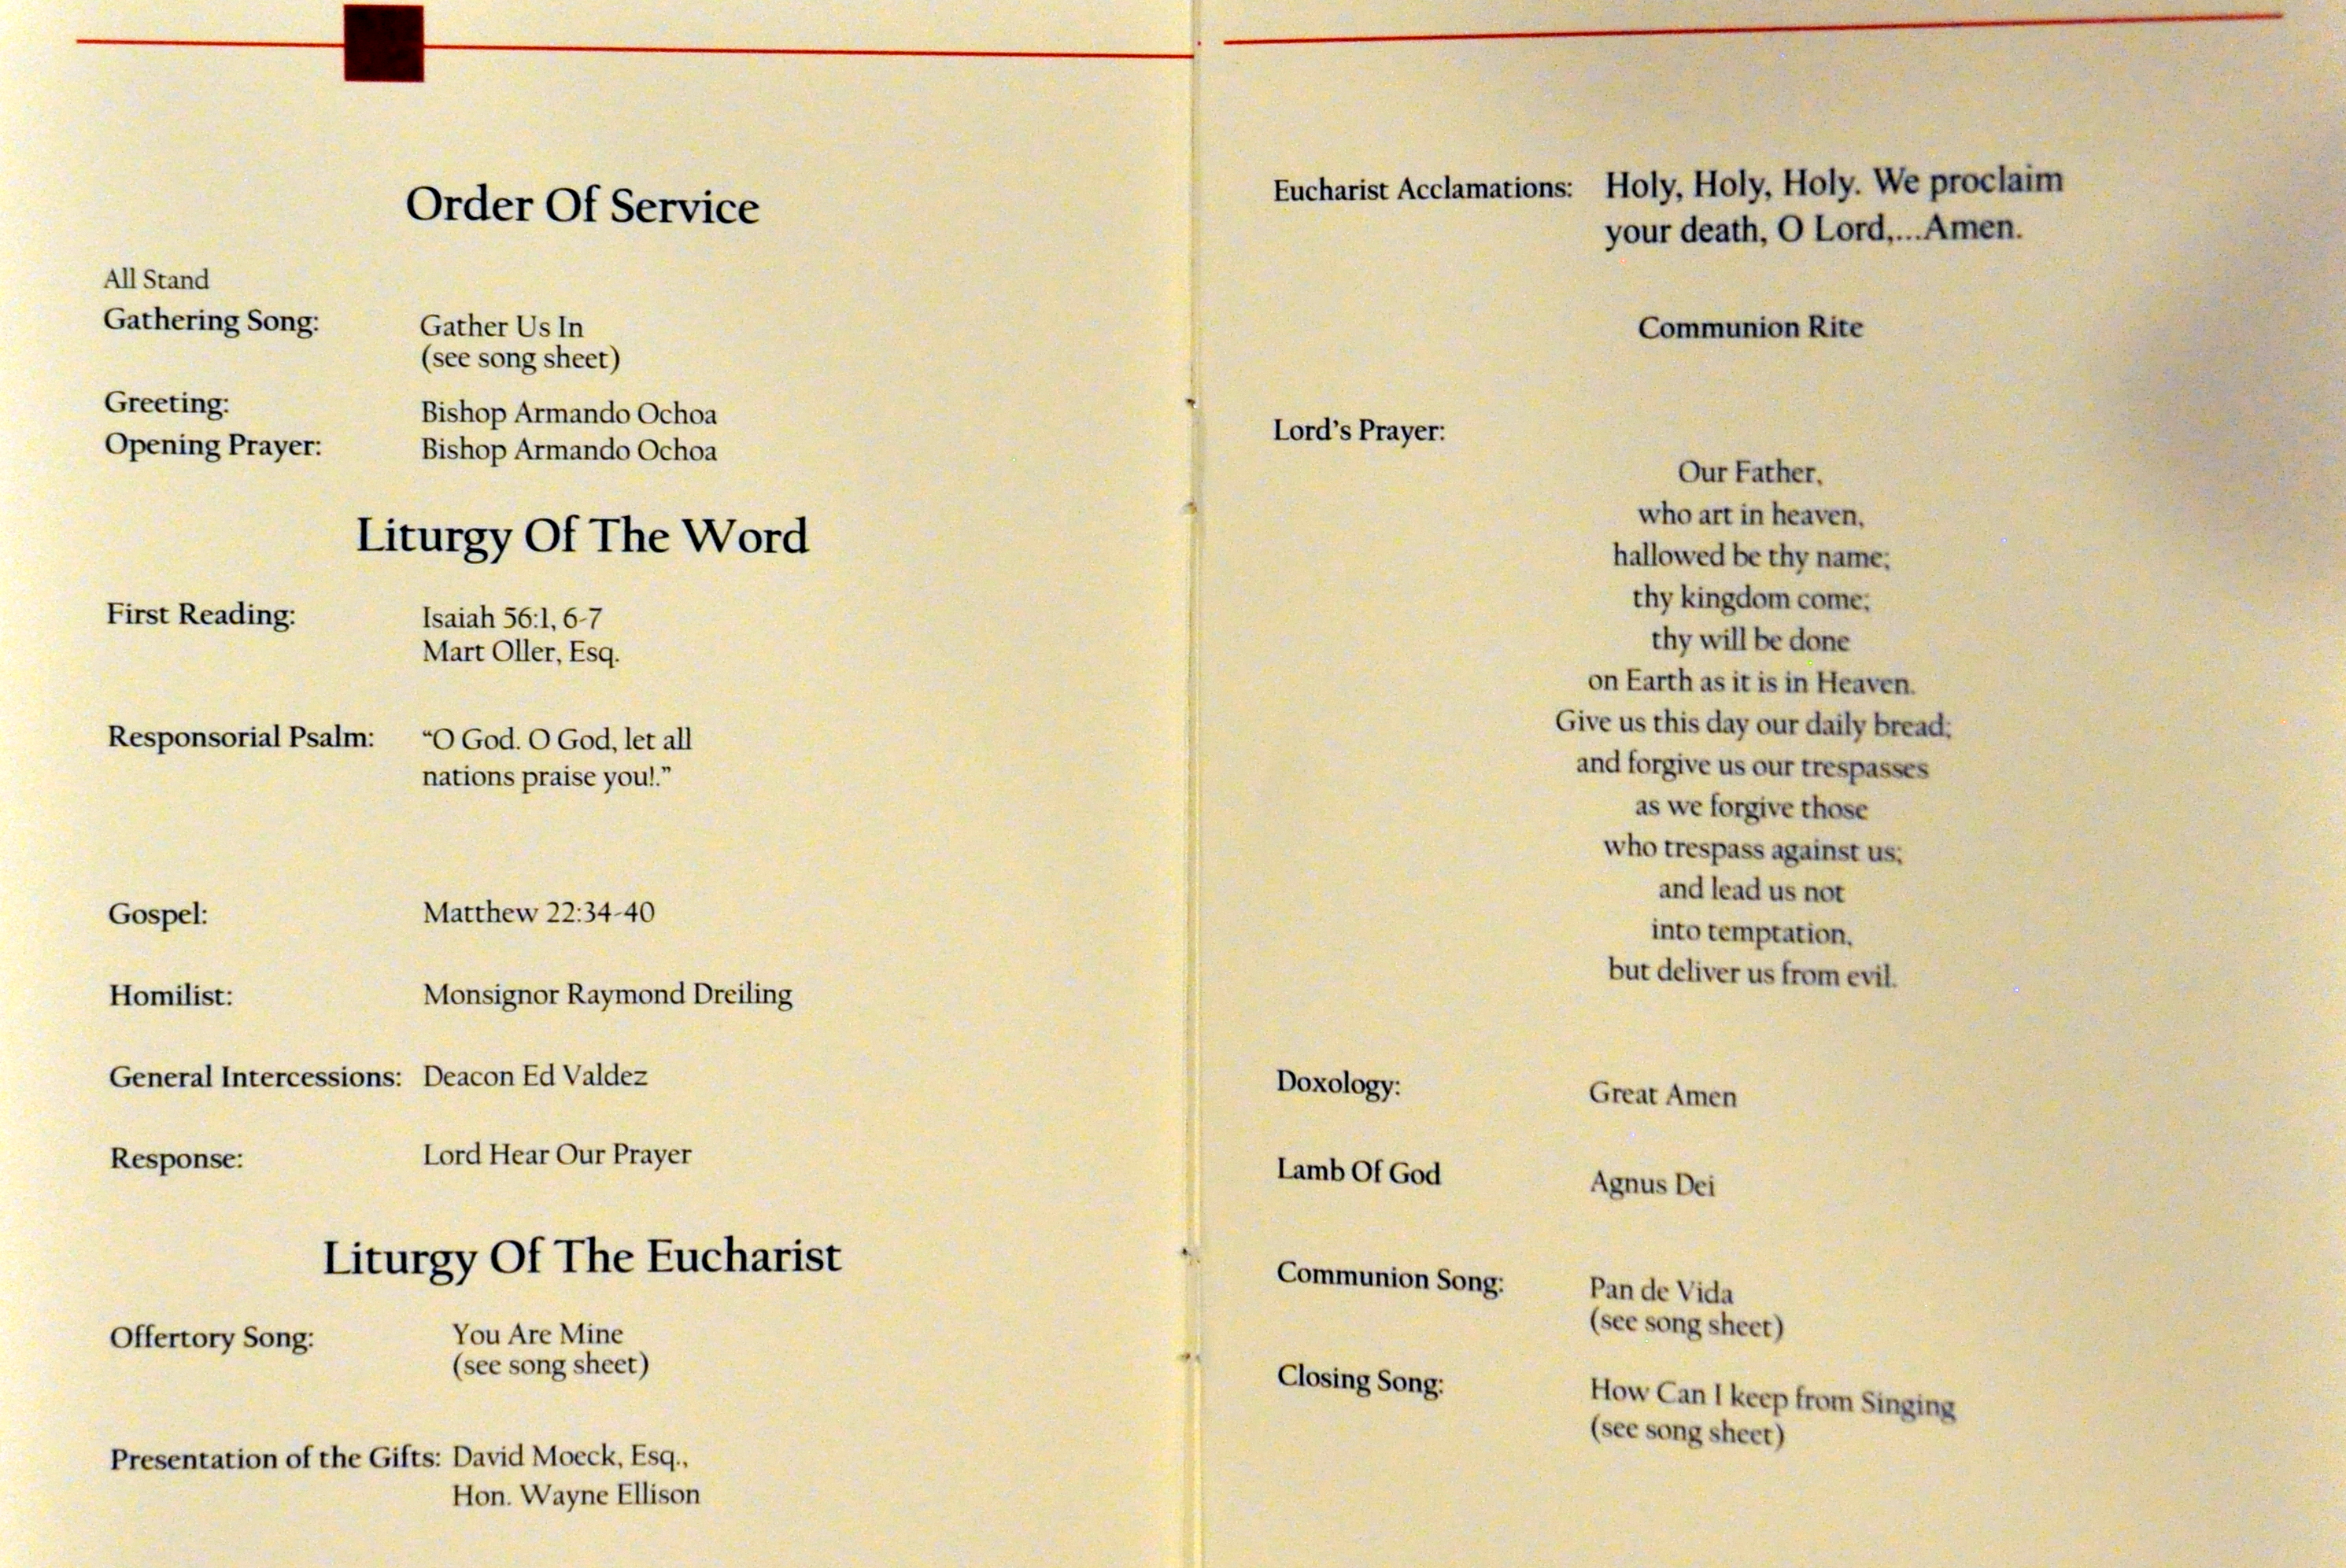 Order Of Service
All Stand
Gathering Song: Gather Us In
(see song sheet)
Greeting: Bishop Armando Ochoa
Opening Prayer: Bishop Armando Ochoa
Liturgy Of The Word
First Reading: Isaiah 56:1, 6-7
Mart Oller, Esq.
Responsorial Psalm: “O God. O God, let all
nations praise you!.”
Gospel: Matthew 22:34-40
Homilist: Monsignor Raymond Dreiling
General Intercessions: Deacon Ed Valdez
Response: Lord Hear Our Prayer
Liturgy Of The Eucharist
Offertory Song: You Are Mine
(see song sheet)
Presentation of the Gifts: David Moeck, Esq.,
Hon. Wayne Ellison
Eucharist Acclamations: Holy, Holy, Holy. We proclaim
your death, O Lord,...Amen.
Communion Rite
Lord's Prayer:
Our Father,
who art in heaven,
hallowed be thy name;
thy kingdom come;
thy will be done
on Earth as it is in Heaven.
Give us this day our daily bread;
and forgive us our trespasses
as we forgive those
who trespass against us;
and lead us not
into temptation,
but deliver us from evil.
Doxology: Great Amen
Lamb Of God Agnus Dei
Communion Song: Pan de Vida
(see song sheet)
Closing Song: How Can I keep from Singing
(see song sheet)